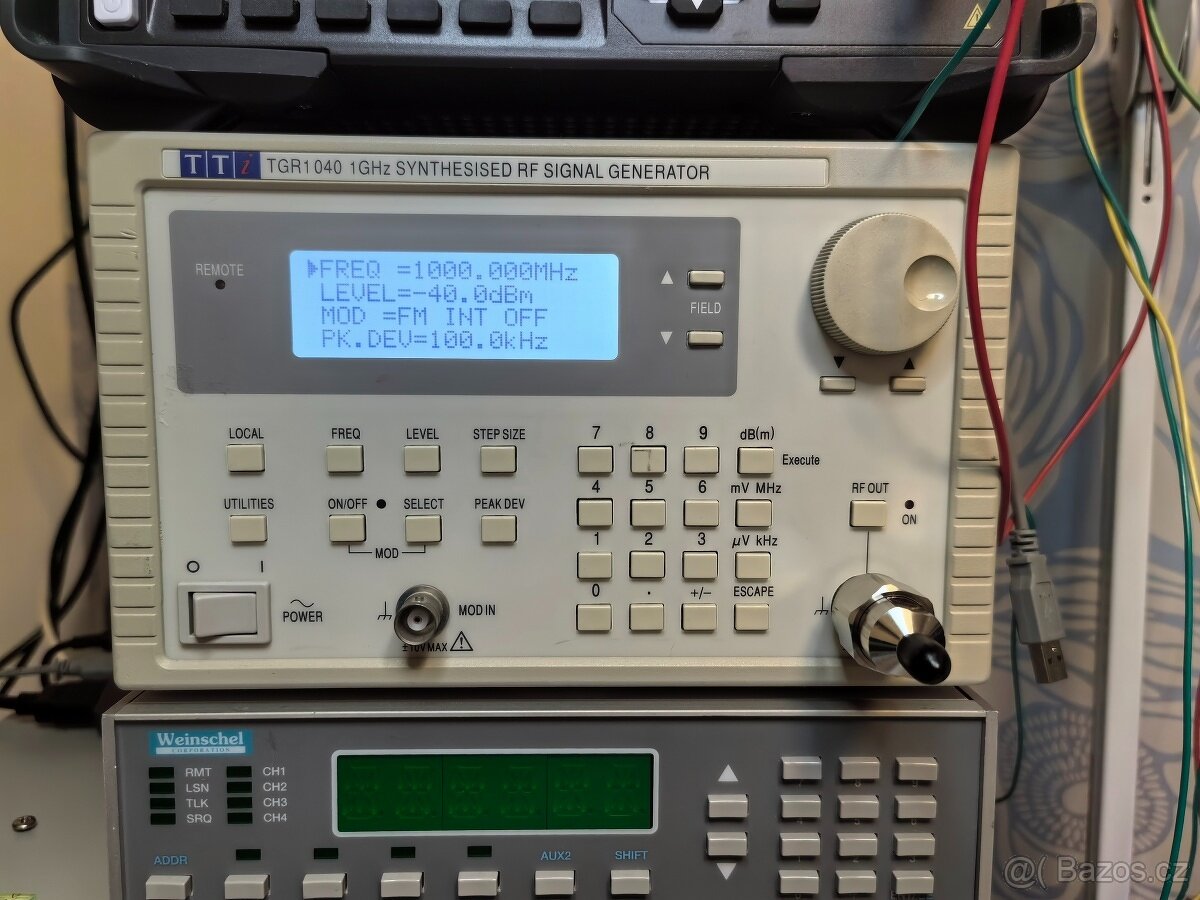 TTi TGR1040 1GHz SYNTHESISED RF SIGNAL GENERATOR
REMOTE
FREQ =1000.000MHz
LEVEL=-40.0dBm
MOD =FM INT OFF
PK.DEV=100.0kHz
FIELD
LOCAL FREQ LEVEL STEP SIZE 7 8 9 dB(m) Execute
4 5 6 mV MHz
UTILITIES ON/OFF SELECT PEAK DEV RF OUT
ON
MOD
1 2 3 µV kHz
0 . +/– ESCAPE
O I
POWER
MOD IN
±10V MAX
Weinschel
CORPORATION
RMT CH1
LSN CH2
TLK CH3
SRQ CH4
ADDR AUX2 SHIFT
@( Bazos.cz